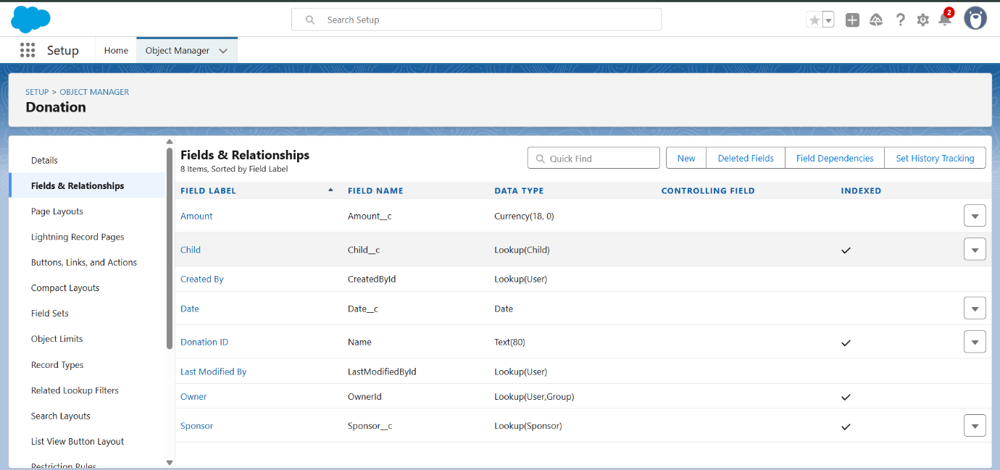 Search Setup
2
Setup
Home
Object Manager
SETUP > OBJECT MANAGER
Donation
Details
Fields & Relationships
Page Layouts
Lightning Record Pages
Buttons, Links, and Actions
Compact Layouts
Field Sets
Object Limits
Record Types
Related Lookup Filters
Search Layouts
List View Button Layout
Restriction Rules
Fields & Relationships
8 Items, Sorted by Field Label
Quick Find
New
Deleted Fields
Field Dependencies
Set History Tracking
FIELD LABEL FIELD NAME DATA TYPE CONTROLLING FIELD INDEXED
Amount Amount__c Currency(18, 0)
Child Child__c Lookup(Child)
Created By CreatedById Lookup(User)
Date Date__c Date
Donation ID Name Text(80)
Last Modified By LastModifiedById Lookup(User)
Owner OwnerId Lookup(User,Group)
Sponsor Sponsor__c Lookup(Sponsor)